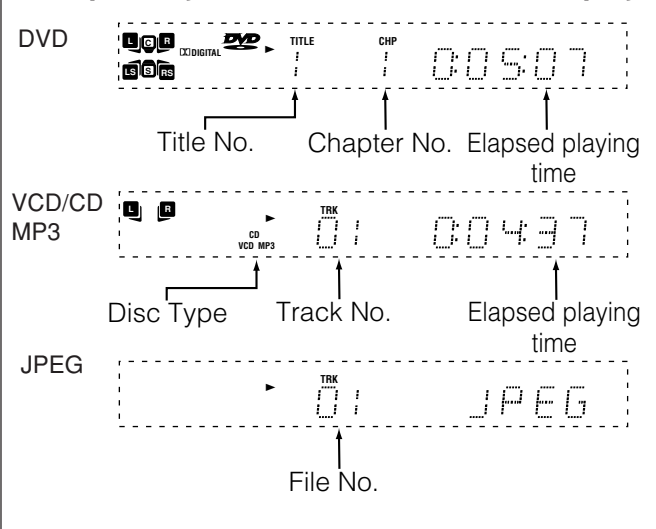 DVD
L C R DIGITAL DVD TITLE CHP
LS S RS 1 1 0:05:07
Title No. Chapter No. Elapsed playing
time
VCD/CD
MP3
L R TRK
CD 01 0:04:37
VCD MP3
Disc Type Track No. Elapsed playing
time
JPEG
TRK
01 JPEG
File No.